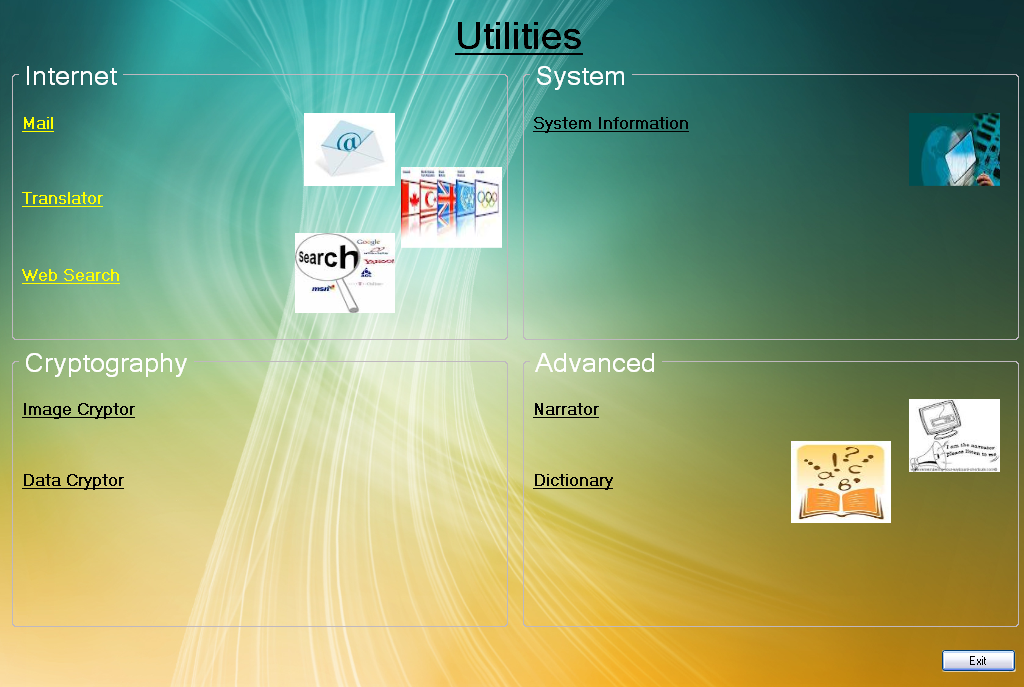 Utilities
Internet
Mail
Translator
Web Search
Search
Google
YAHOO!
AOL
msn
System
System Information
Cryptography
Image Cryptor
Data Cryptor
Advanced
Narrator
I am the narrator
Please listen to me
Dictionary
Exit